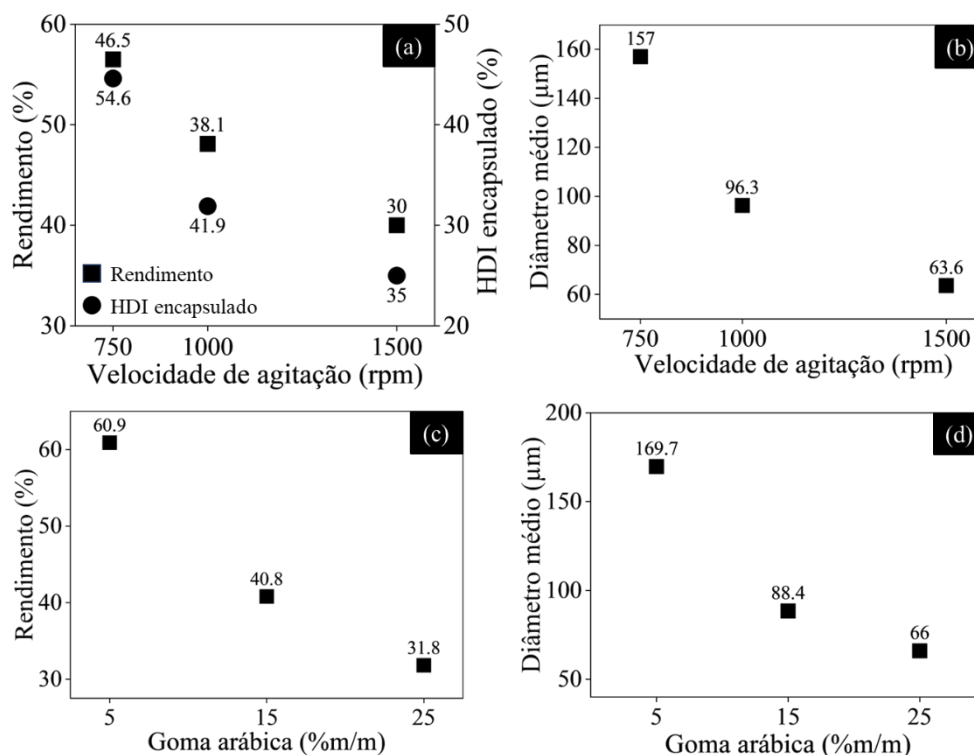 (a)
Rendimento (%)
60
50
40
30
46.5
54.6
38.1
41.9
30
35
Rendimento
HDI encapsulado
50
40
30
20
HDI encapsulado (%)
750 1000 1500
Velocidade de agitação (rpm)
(b)
Diâmetro médio (µm)
160
140
120
100
80
60
157
96.3
63.6
750 1000 1500
Velocidade de agitação (rpm)
(c)
Rendimento (%)
60
50
40
30
60.9
40.8
31.8
5 15 25
Goma arábica (%m/m)
(d)
Diâmetro médio (µm)
200
150
100
50
169.7
88.4
66
5 15 25
Goma arábica (%m/m)